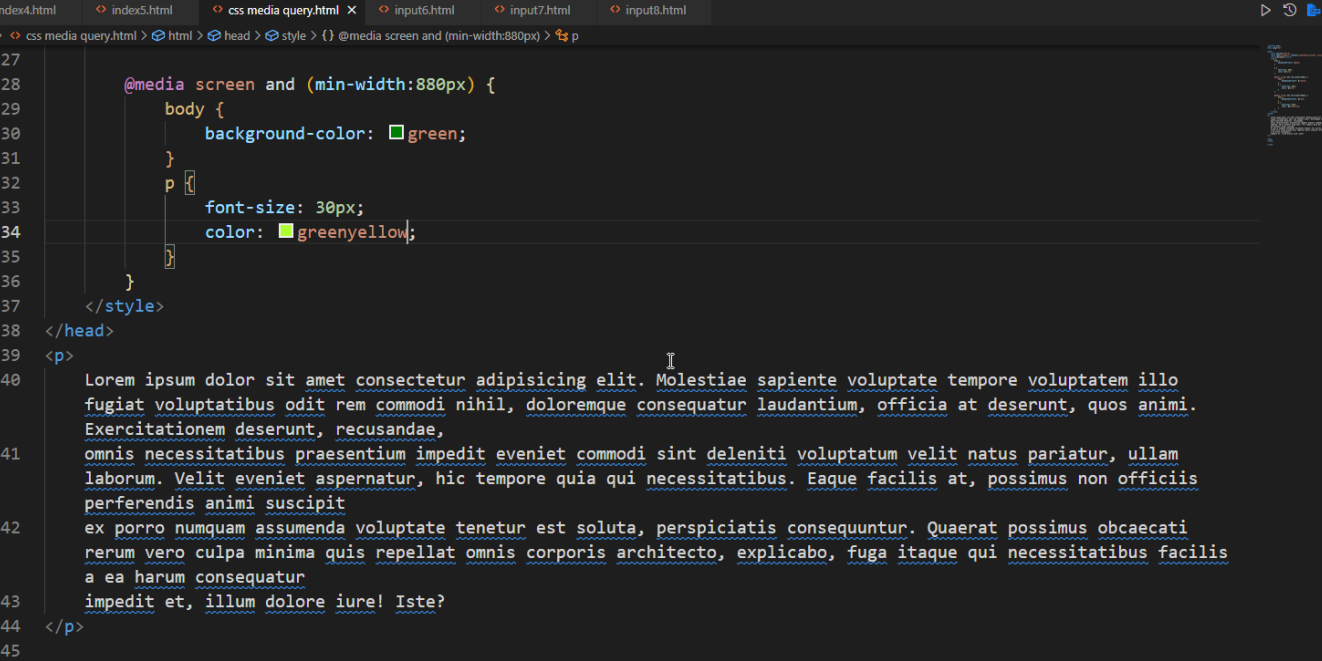 ndex4.html index5.html css media query.html input6.html input7.html input8.html
css media query.html > html > head > style > {} @media screen and (min-width:880px) > p
27
28 @media screen and (min-width:880px) {
29 body {
30 background-color: green;
31 }
32 p {
33 font-size: 30px;
34 color: greenyellow;
35 }
36 }
37 </style>
38 </head>
39 <p>
40 Lorem ipsum dolor sit amet consectetur adipisicing elit. Molestiae sapiente voluptate tempore voluptatem illo
fugiat voluptatibus odit rem commodi nihil, doloremque consequatur laudantium, officia at deserunt, quos animi.
Exercitationem deserunt, recusandae,
41 omnis necessitatibus praesentium impedit eveniet commodi sint deleniti voluptatum velit natus pariatur, ullam
laborum. Velit eveniet aspernatur, hic tempore quia qui necessitatibus. Eaque facilis at, possimus non officiis
perferendis animi suscipit
42 ex porro numquam assumenda voluptate tenetur est soluta, perspiciatis consequuntur. Quaerat possimus obcaecati
rerum vero culpa minima quis repellat omnis corporis architecto, explicabo, fuga itaque qui necessitatibus facilis
a ea harum consequatur
43 impedit et, illum dolore iure! Iste?
44 </p>
45